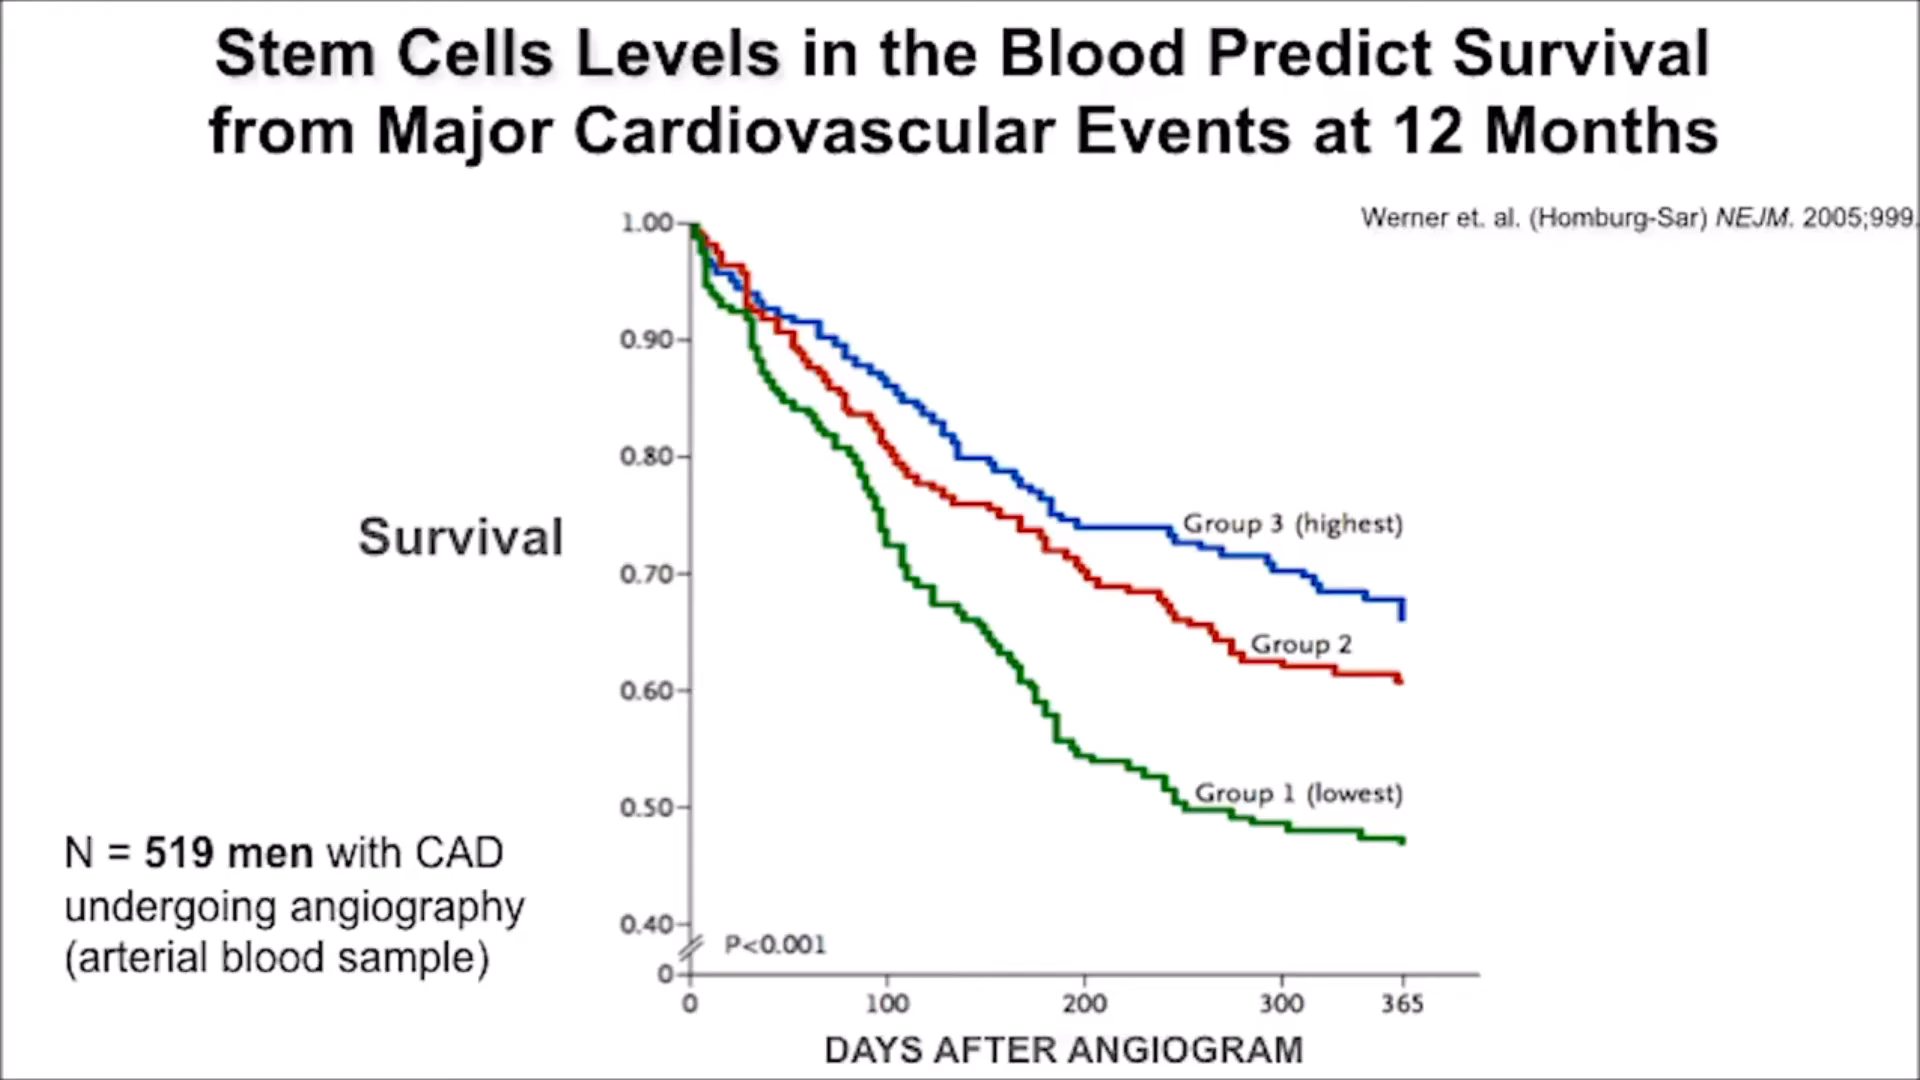 Stem Cells Levels in the Blood Predict Survival
from Major Cardiovascular Events at 12 Months
Werner et. al. (Homburg-Sar) NEJM. 2005;999.
1.00
0.90
0.80
0.70
0.60
0.50
0.40
0
Survival
Group 3 (highest)
Group 2
Group 1 (lowest)
P<0.001
N = 519 men with CAD
undergoing angiography
(arterial blood sample)
0 100 200 300 365
DAYS AFTER ANGIOGRAM